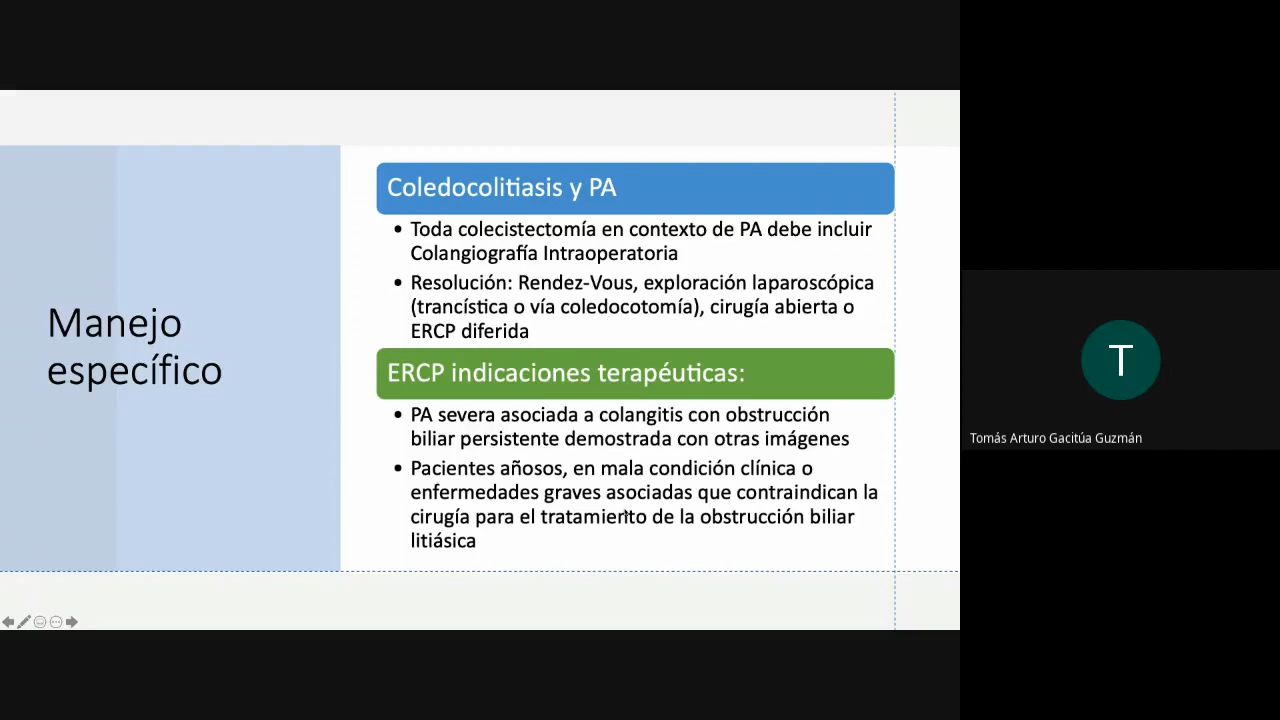 Manejo
específico
Coledocolitiasis y PA
• Toda colecistectomía en contexto de PA debe incluir
Colangiografía Intraoperatoria
• Resolución: Rendez-Vous, exploración laparoscópica
(trancística o vía coledocotomía), cirugía abierta o
ERCP diferida
ERCP indicaciones terapéuticas:
• PA severa asociada a colangitis con obstrucción
biliar persistente demostrada con otras imágenes
• Pacientes añosos, en mala condición clínica o
enfermedades graves asociadas que contraindican la
cirugía para el tratamiento de la obstrucción biliar
litiásica
T
Tomás Arturo Gacitúa Guzmán